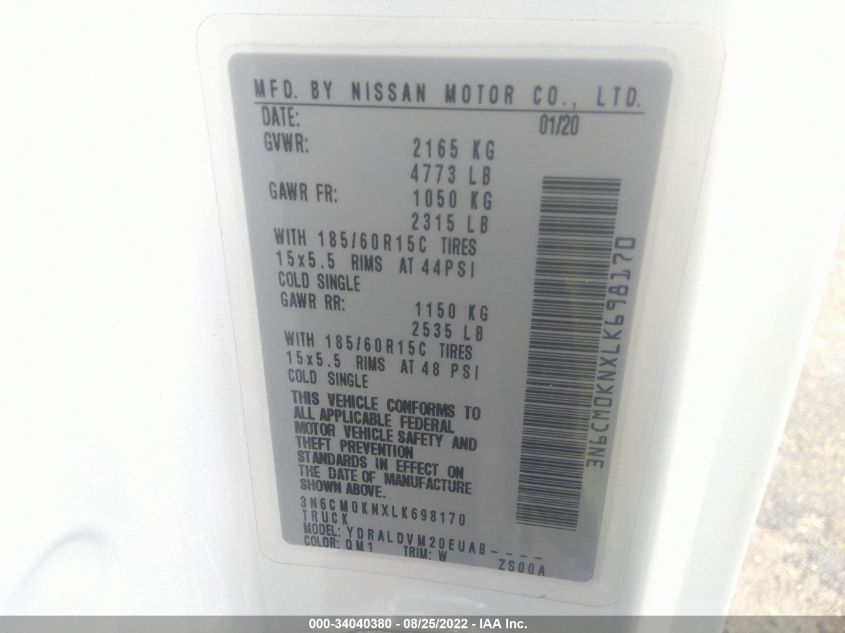 MFD. BY NISSAN MOTOR CO., LTD.
DATE: 01/20
GVWR: 2165 KG
4773 LB
GAWR FR: 1050 KG
2315 LB
WITH 185/60R15C TIRES
15x5.5 RIMS AT 44PSI
COLD SINGLE
GAWR RR: 1150 KG
2535 LB
WITH 185/60R15C TIRES
15x5.5 RIMS AT 48 PSI
COLD SINGLE
THIS VEHICLE CONFORMS TO
ALL APPLICABLE FEDERAL
MOTOR VEHICLE SAFETY AND
THEFT PREVENTION
STANDARDS IN EFFECT ON
THE DATE OF MANUFACTURE
SHOWN ABOVE.
3N6CM0KNXLK698170
TRUCK
MODEL: YDRALDVM20EUAB-----
COLOR: QM1 TRIM: W ZS00A
3N6CM0KNXLK698170
000-34040380 - 08/25/2022 - IAA Inc.